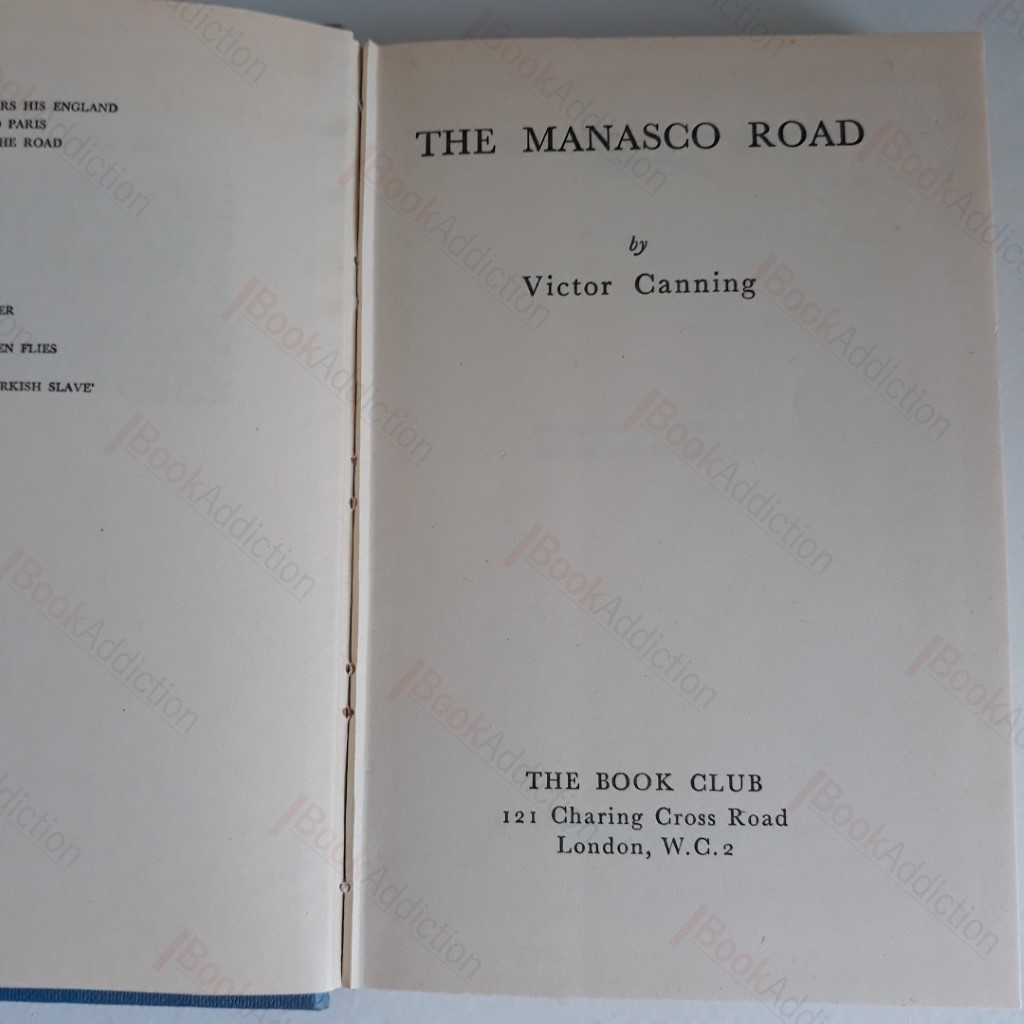 RS HIS ENGLAND
PARIS
HE ROAD
ER
EN FLIES
RKISH SLAVE'
THE MANASCO ROAD
by
Victor Canning
THE BOOK CLUB
121 Charing Cross Road
London, W.C.2
BookAddiction